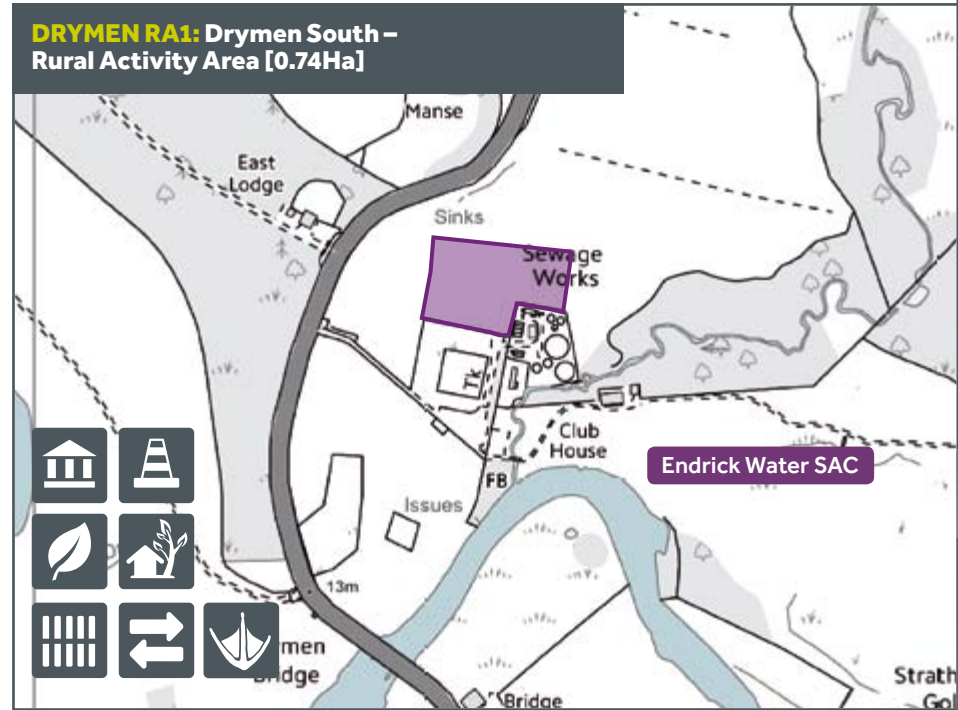 DRYMEN RA1: Drymen South –
Rural Activity Area [0.74Ha]
Manse
East
Lodge
Sinks
Sewage
Works
Tk
Club
House
Endrick Water SAC
FB
Issues
13m
men
Bridge
Bridge
Strath
Gol